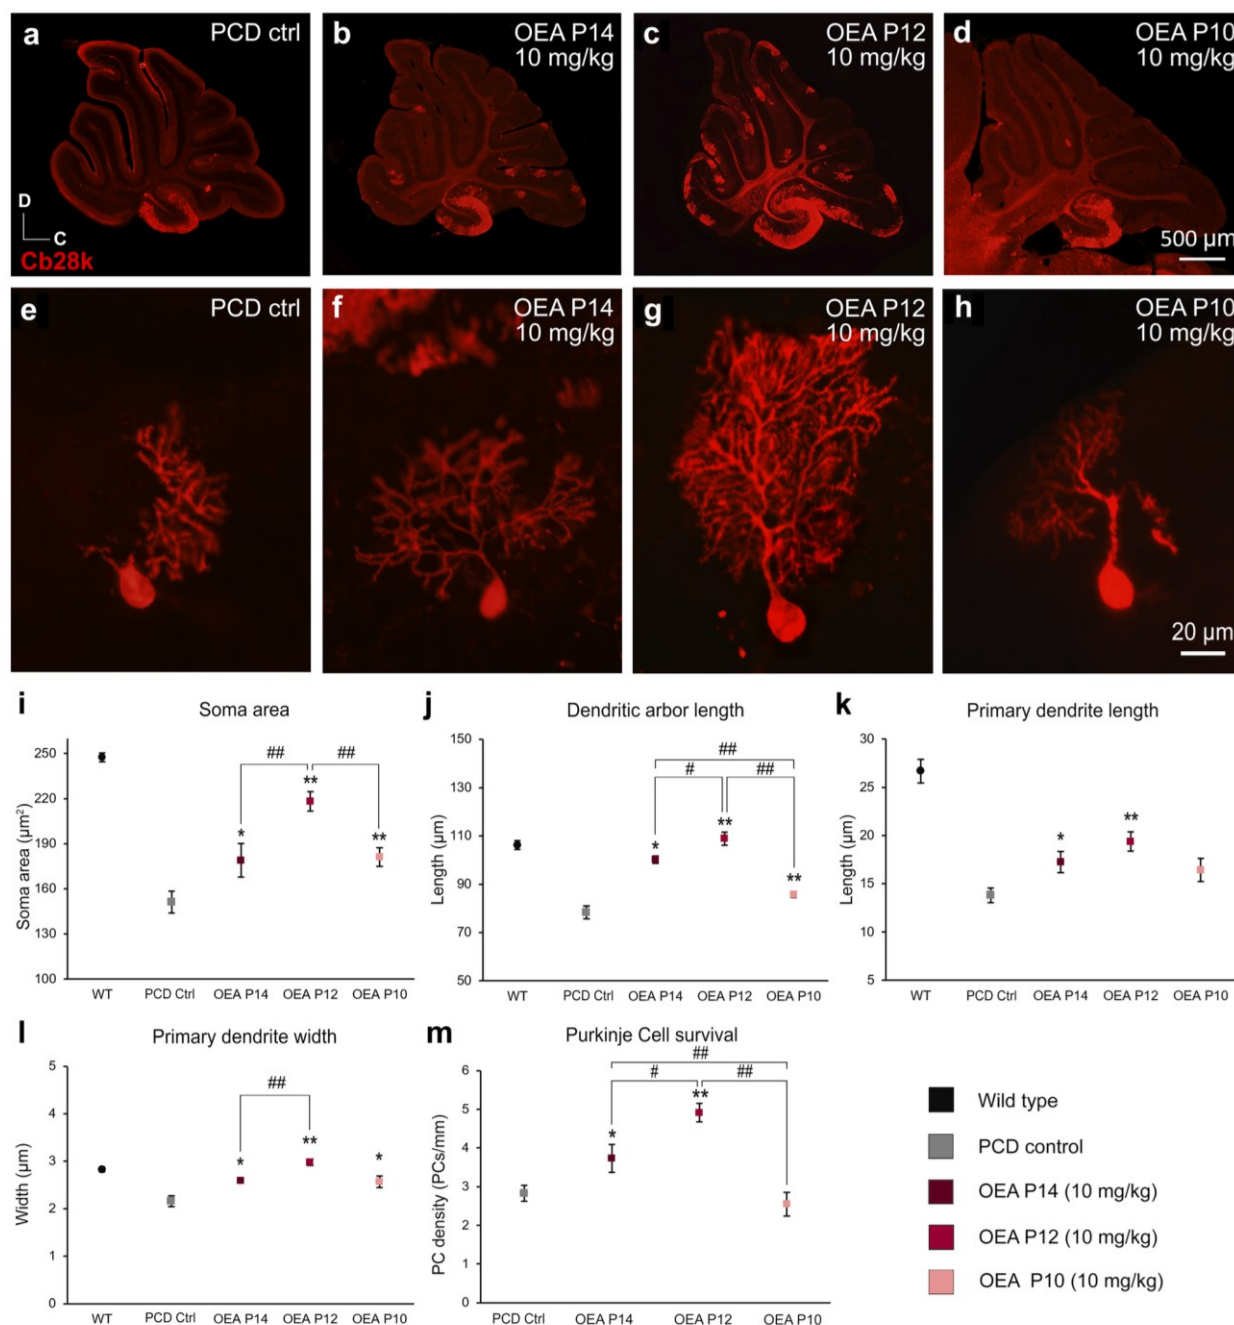 a
PCD ctrl
b
OEA P14
10 mg/kg
c
OEA P12
10 mg/kg
d
OEA P10
10 mg/kg
D
C
Cb28k
500 µm
e
PCD ctrl
f
OEA P14
10 mg/kg
g
OEA P12
10 mg/kg
h
OEA P10
10 mg/kg
20 µm
i
Soma area
Soma area (µm²)
250
220
190
160
130
100
##
##
*
**
**
WT
PCD Ctrl
OEA P14
OEA P12
OEA P10
j
Dendritic arbor length
Length (µm)
150
130
110
90
70
50
##
#
##
*
**
**
WT
PCD Ctrl
OEA P14
OEA P12
OEA P10
k
Primary dendrite length
Length (µm)
30
25
20
15
10
5
*
**
WT
PCD Ctrl
OEA P14
OEA P12
OEA P10
l
Primary dendrite width
Width (µm)
5
4
3
2
1
0
##
*
**
*
WT
PCD Ctrl
OEA P14
OEA P12
OEA P10
m
Purkinje Cell survival
PC density (PCs/mm)
6
5
4
3
2
1
0
##
#
##
*
**
PCD Ctrl
OEA P14
OEA P12
OEA P10
Wild type
PCD control
OEA P14 (10 mg/kg)
OEA P12 (10 mg/kg)
OEA P10 (10 mg/kg)